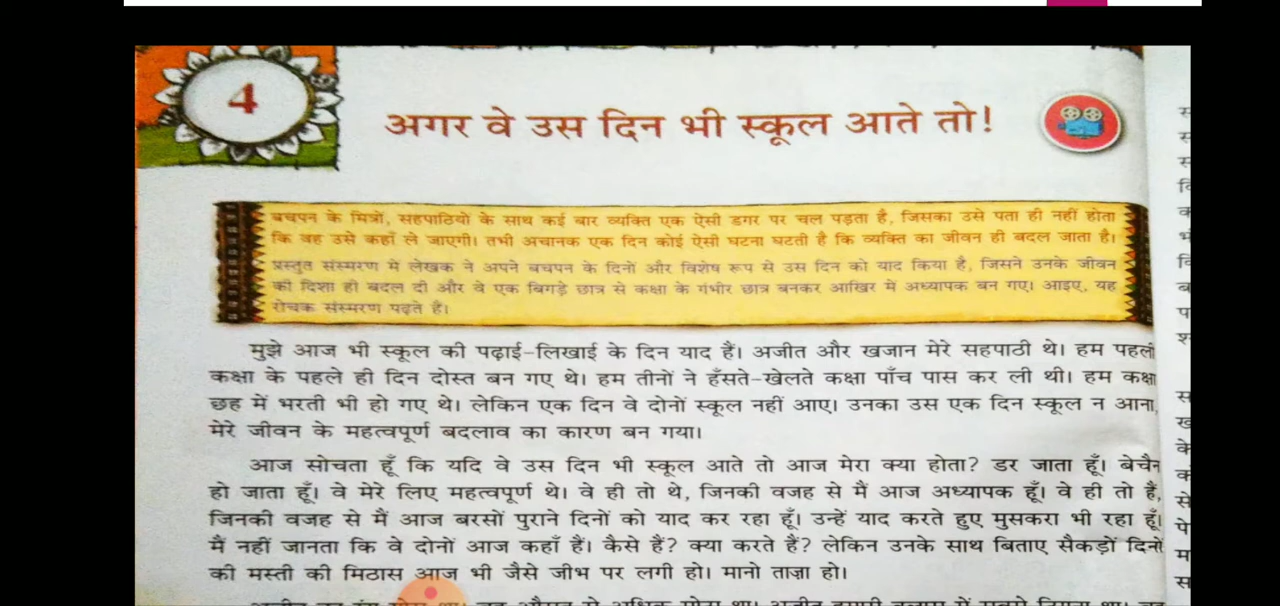 4
अगर वे उस दिन भी स्कूल आते तो!
बचपन के मित्रों, सहपाठियों के साथ कई बार व्यक्ति एक ऐसी डगर पर चल पड़ता है, जिसका उसे पता ही नहीं होता
कि वह उसे कहाँ ले जाएगी। तभी अचानक एक दिन कोई ऐसी घटना घटती है कि व्यक्ति का जीवन ही बदल जाता है।
प्रस्तुत संस्मरण में लेखक ने अपने बचपन के दिनों और विशेष रूप से उस दिन को याद किया है, जिसने उनके जीवन
की दिशा ही बदल दी और वे एक बिगड़े छात्र से कक्षा के गंभीर छात्र बनकर आखिर में अध्यापक बन गए। आइए, यह
रोचक संस्मरण पढ़ते हैं।
मुझे आज भी स्कूल की पढ़ाई-लिखाई के दिन याद हैं। अजीत और खजान मेरे सहपाठी थे। हम पहली
कक्षा के पहले ही दिन दोस्त बन गए थे। हम तीनों ने हँसते-खेलते कक्षा पाँच पास कर ली थी। हम कक्षा
छह में भरती भी हो गए थे। लेकिन एक दिन वे दोनों स्कूल नहीं आए। उनका उस एक दिन स्कूल न आना,
मेरे जीवन के महत्वपूर्ण बदलाव का कारण बन गया।
आज सोचता हूँ कि यदि वे उस दिन भी स्कूल आते तो आज मेरा क्या होता? डर जाता हूँ। बेचैन
हो जाता हूँ। वे मेरे लिए महत्वपूर्ण थे। वे ही तो थे, जिनकी वजह से मैं आज अध्यापक हूँ। वे ही तो हैं,
जिनकी वजह से मैं आज बरसों पुराने दिनों को याद कर रहा हूँ। उन्हें याद करते हुए मुसकरा भी रहा हूँ।
मैं नहीं जानता कि वे दोनों आज कहाँ हैं। कैसे हैं? क्या करते हैं? लेकिन उनके साथ बिताए सैकड़ों दिनों
की मस्ती की मिठास आज भी जैसे जीभ पर लगी हो। मानो ताज़ा हो।